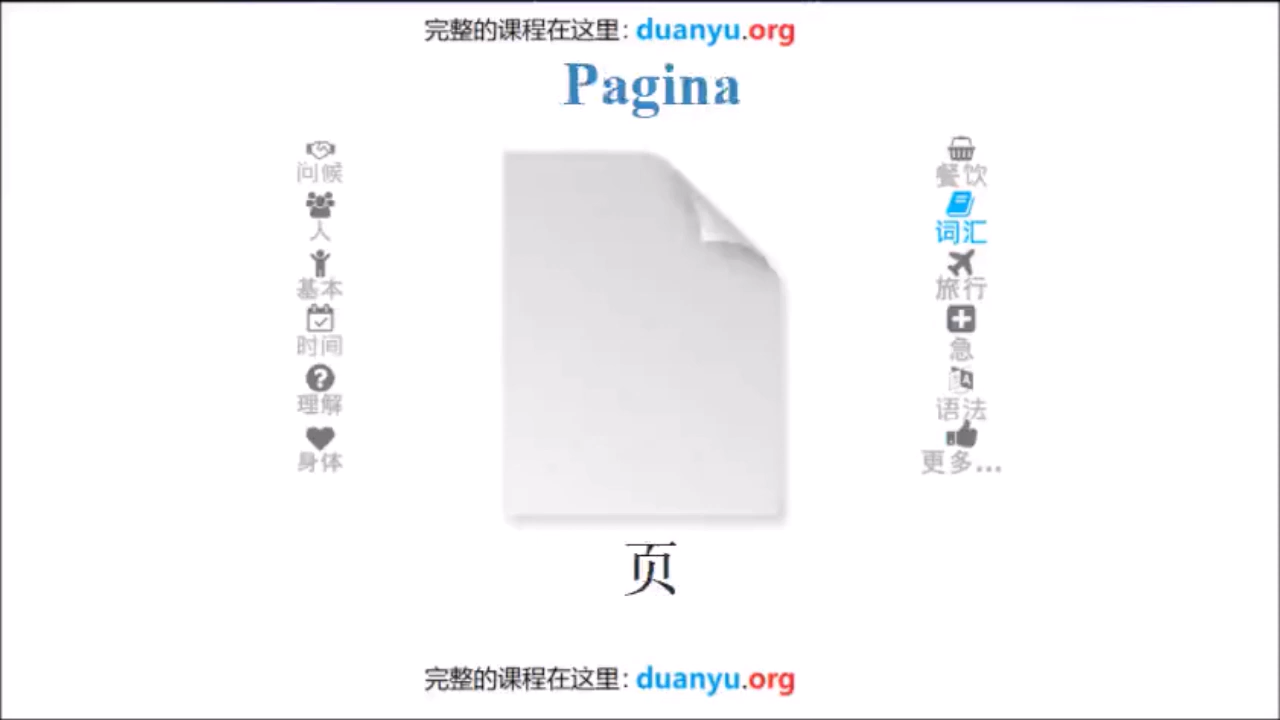 完整的课程在这里: duanyu.org
Pagina
问候
人
基本
时间
理解
身体
餐饮
词汇
旅行
急
语法
更多...
页
完整的课程在这里: duanyu.org